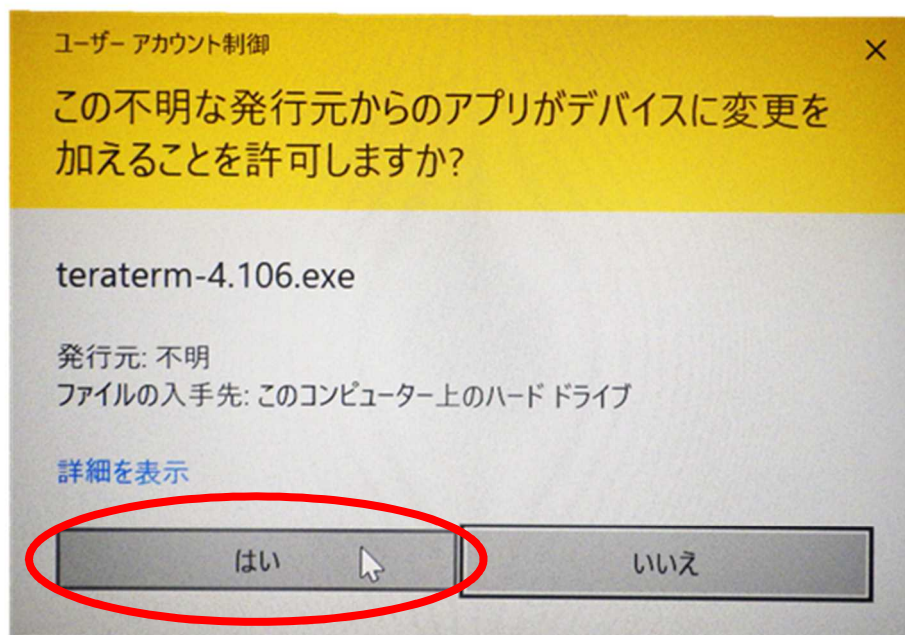 ユーザー アカウント制御
この不明な発行元からのアプリがデバイスに変更を
加えることを許可しますか?
teraterm-4.106.exe
発行元: 不明
ファイルの入手先: このコンピューター上のハード ドライブ
詳細を表示
はい
いいえ